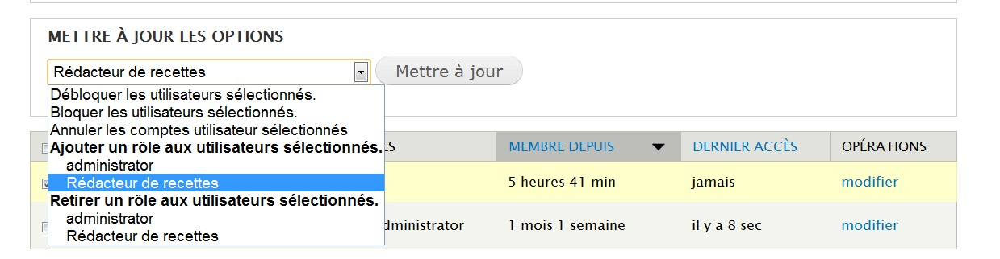 METTRE À JOUR LES OPTIONS
Rédacteur de recettes Mettre à jour
Débloquer les utilisateurs sélectionnés.
Bloquer les utilisateurs sélectionnés.
Annuler les comptes utilisateur sélectionnés
Ajouter un rôle aux utilisateurs sélectionnés.
administrator
Rédacteur de recettes
Retirer un rôle aux utilisateurs sélectionnés.
administrator
Rédacteur de recettes
ES MEMBRE DEPUIS DERNIER ACCÈS OPÉRATIONS
5 heures 41 min jamais modifier
dministrator 1 mois 1 semaine il y a 8 sec modifier